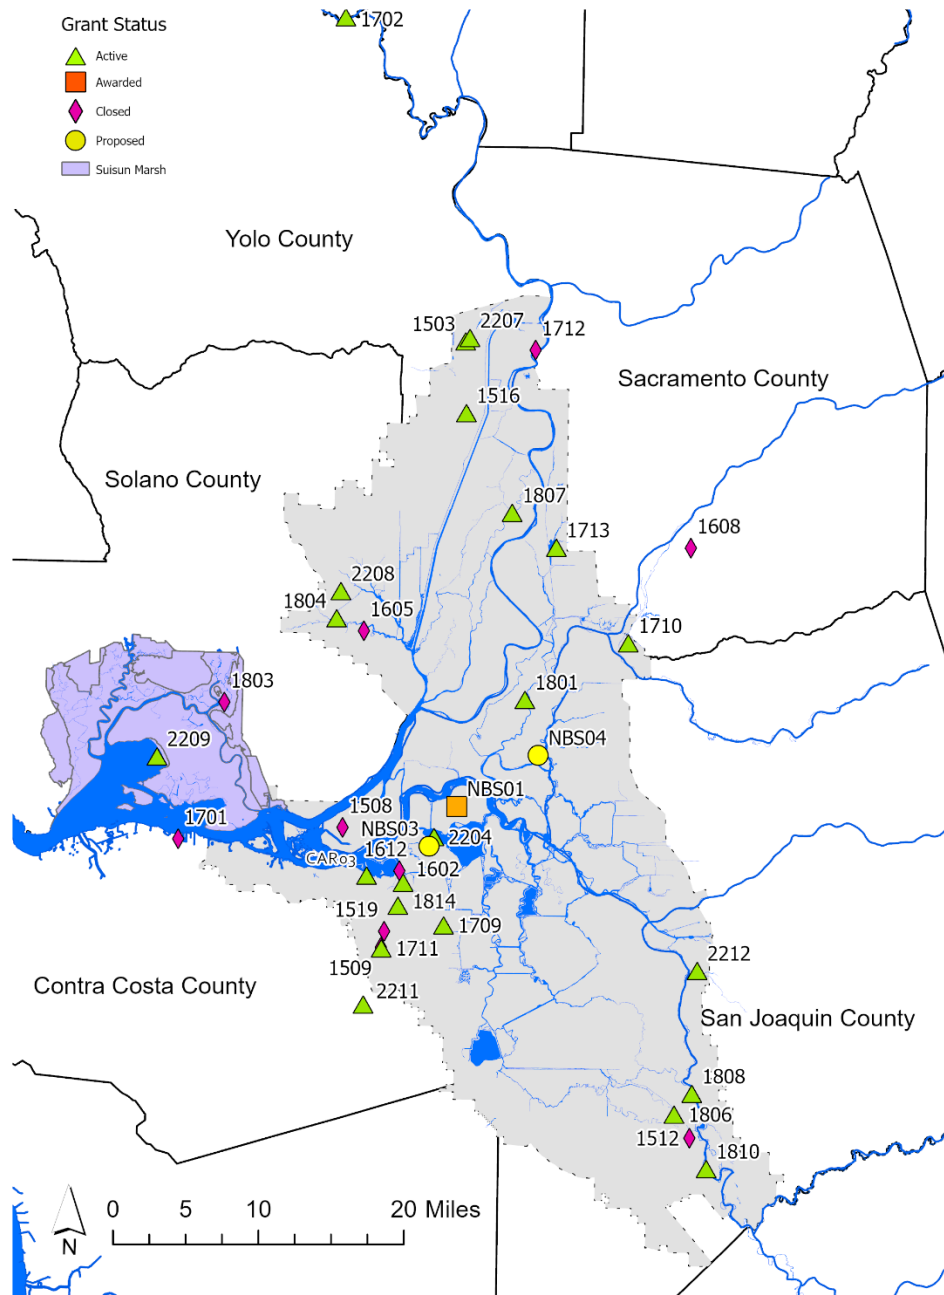 Grant Status
Active
Awarded
Closed
Proposed
Suisun Marsh
1702
Yolo County
1503
2207
1712
Sacramento County
1516
Solano County
1807
1713
1608
2208
1804
1605
1710
1803
1801
2209
NBS04
NBS01
1508
1701
NBS03
2204
CARo3
1612
1602
1814
1519
1709
1711
1509
2212
Contra Costa County
2211
San Joaquin County
1808
1806
1512
1810
0 5 10 20 Miles
N